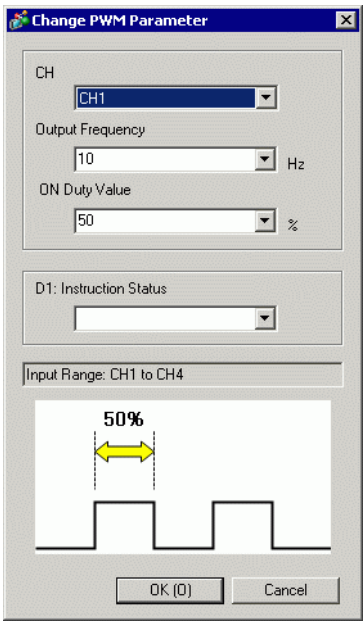 Change PWM Parameter
CH
CH1
Output Frequency
10 Hz
ON Duty Value
50 %
D1: Instruction Status
Input Range: CH1 to CH4
50%
OK (O) Cancel